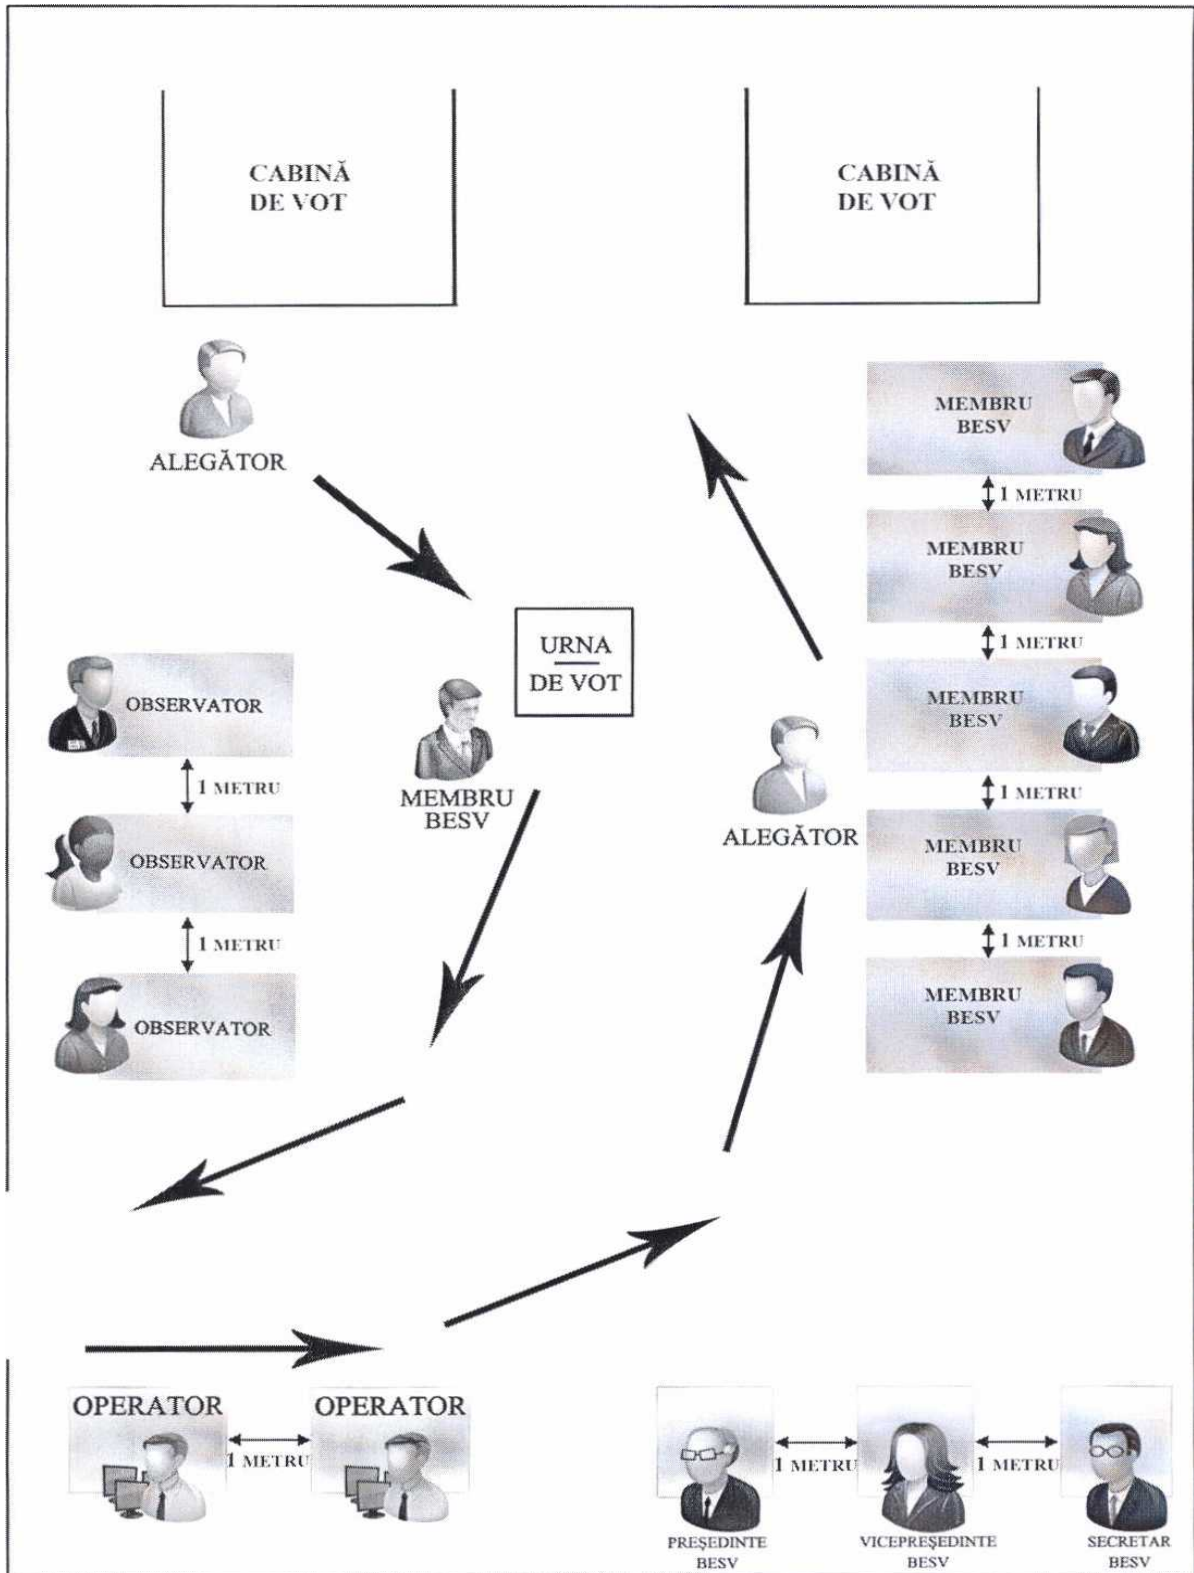 CABINĂ
DE VOT
CABINĂ
DE VOT
ALEGĂTOR
MEMBRU
BESV
1 METRU
MEMBRU
BESV
1 METRU
MEMBRU
BESV
1 METRU
MEMBRU
BESV
1 METRU
MEMBRU
BESV
URNA
DE VOT
MEMBRU
BESV
ALEGĂTOR
OBSERVATOR
1 METRU
OBSERVATOR
1 METRU
OBSERVATOR
OPERATOR
1 METRU
OPERATOR
1 METRU
1 METRU
PREȘEDINTE
BESV
VICEPREȘEDINTE
BESV
SECRETAR
BESV